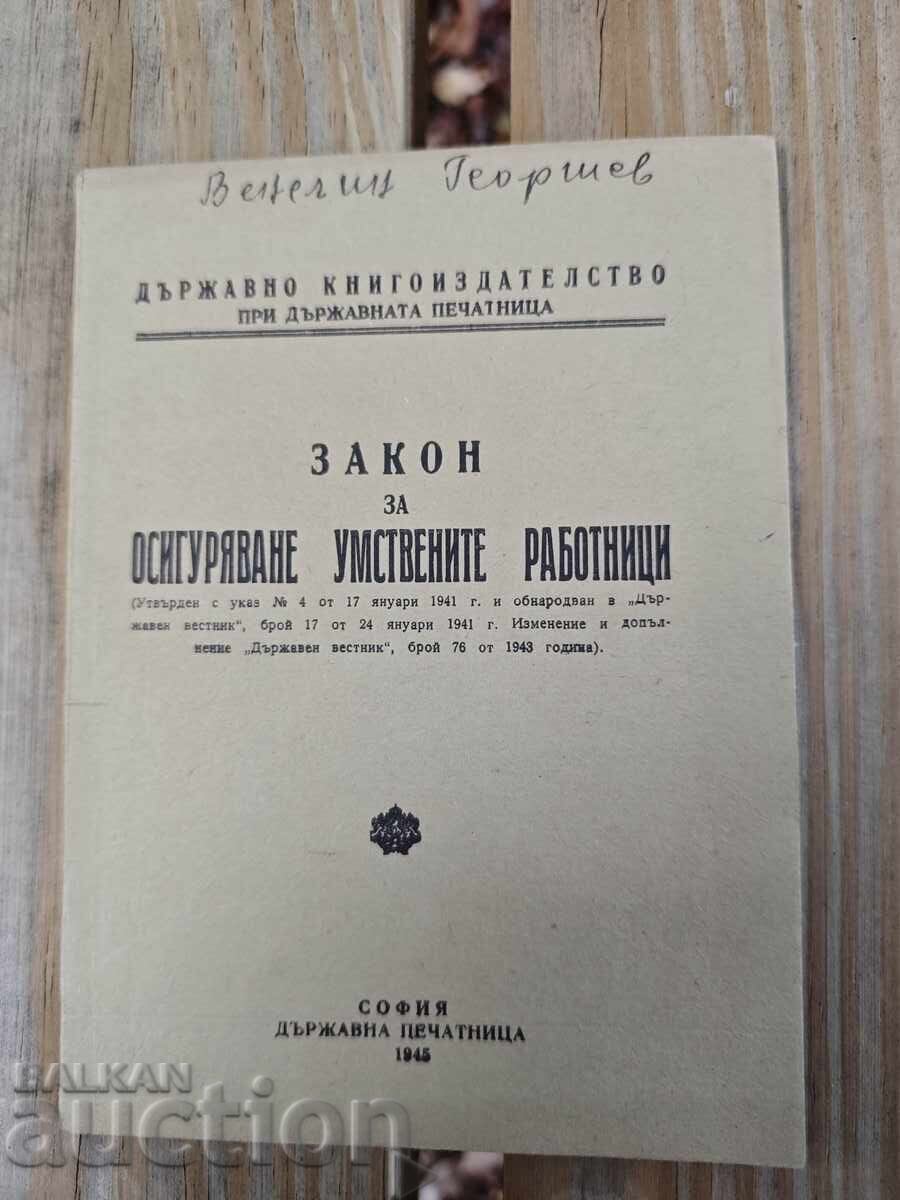 Венелин Георгиев
ДЪРЖАВНО КНИГОИЗДАТЕЛСТВО
ПРИ ДЪРЖАВНАТА ПЕЧАТНИЦА
ЗАКОН
ЗА
ОСИГУРЯВАНЕ УМСТВЕНИТЕ РАБОТНИЦИ
(Утвърден с указ № 4 от 17 януари 1941 г. и обнародван в „Дър-
жавен вестник“, брой 17 от 24 януари 1941 г. Изменение и допъл-
нение „Държавен вестник“, брой 76 от 1943 година).
СОФИЯ
ДЪРЖАВНА ПЕЧАТНИЦА
1945
BALKAN
auction